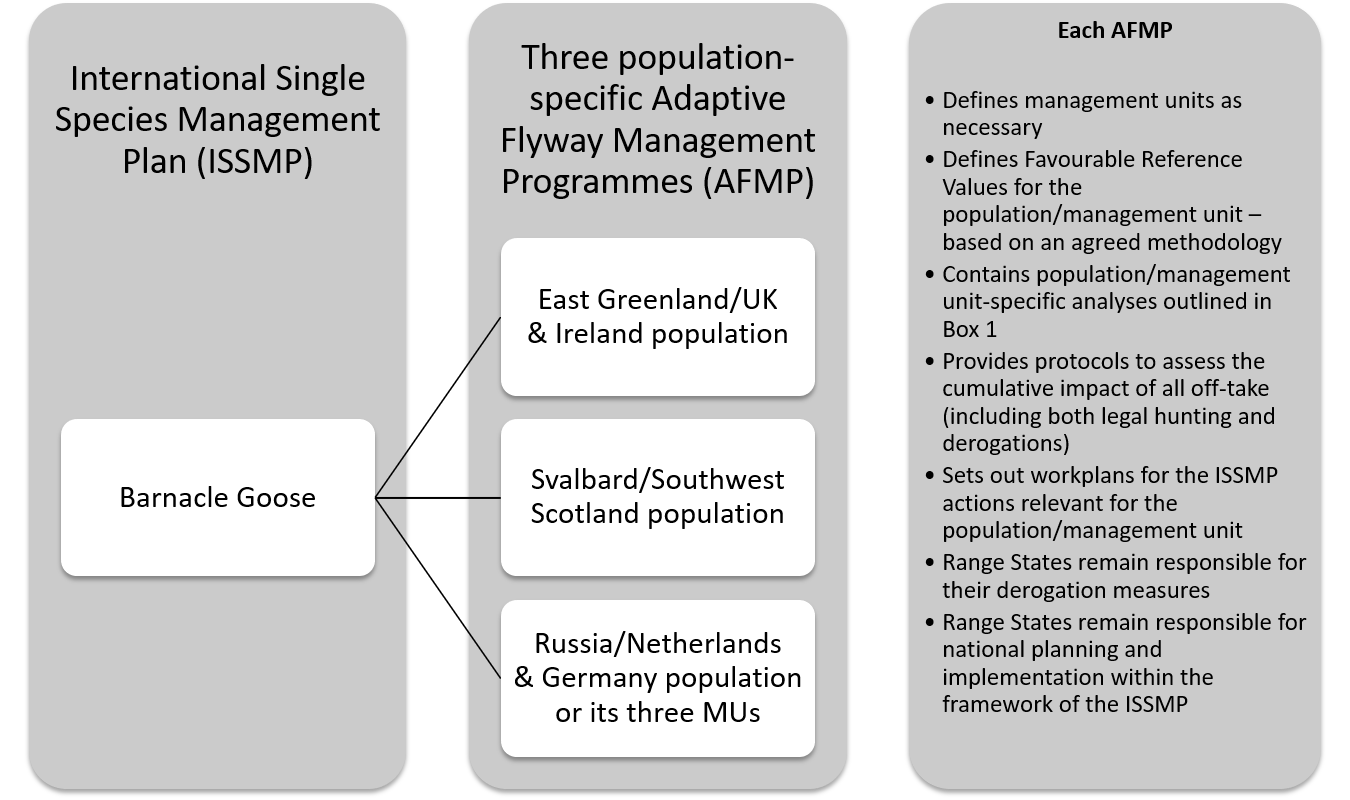 International Single
Species Management
Plan (ISSMP)
Barnacle Goose
Three population-
specific Adaptive
Flyway Management
Programmes (AFMP)
East Greenland/UK
& Ireland population
Svalbard/Southwest
Scotland population
Russia/Netherlands
& Germany population
or its three MUs
Each AFMP
• Defines management units as
necessary
• Defines Favourable Reference
Values for the
population/management unit –
based on an agreed methodology
• Contains population/management
unit-specific analyses outlined in
Box 1
• Provides protocols to assess the
cumulative impact of all off-take
(including both legal hunting and
derogations)
• Sets out workplans for the ISSMP
actions relevant for the
population/management unit
• Range States remain responsible for
their derogation measures
• Range States remain responsible for
national planning and
implementation within the
framework of the ISSMP